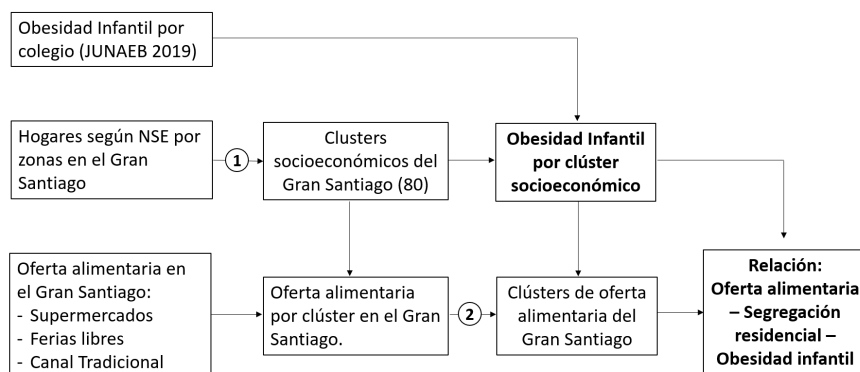 Obesidad Infantil por
colegio (JUNAEB 2019)
Hogares según NSE por
zonas en el Gran
Santiago
1
Clusters
socioeconómicos del
Gran Santiago (80)
Obesidad Infantil
por clúster
socioeconómico
Oferta alimentaria en
el Gran Santiago:
- Supermercados
- Ferias libres
- Canal Tradicional
Oferta alimentaria
por clúster en el Gran
Santiago.
2
Clústers de oferta
alimentaria del
Gran Santiago
Relación:
Oferta alimentaria
– Segregación
residencial –
Obesidad infantil